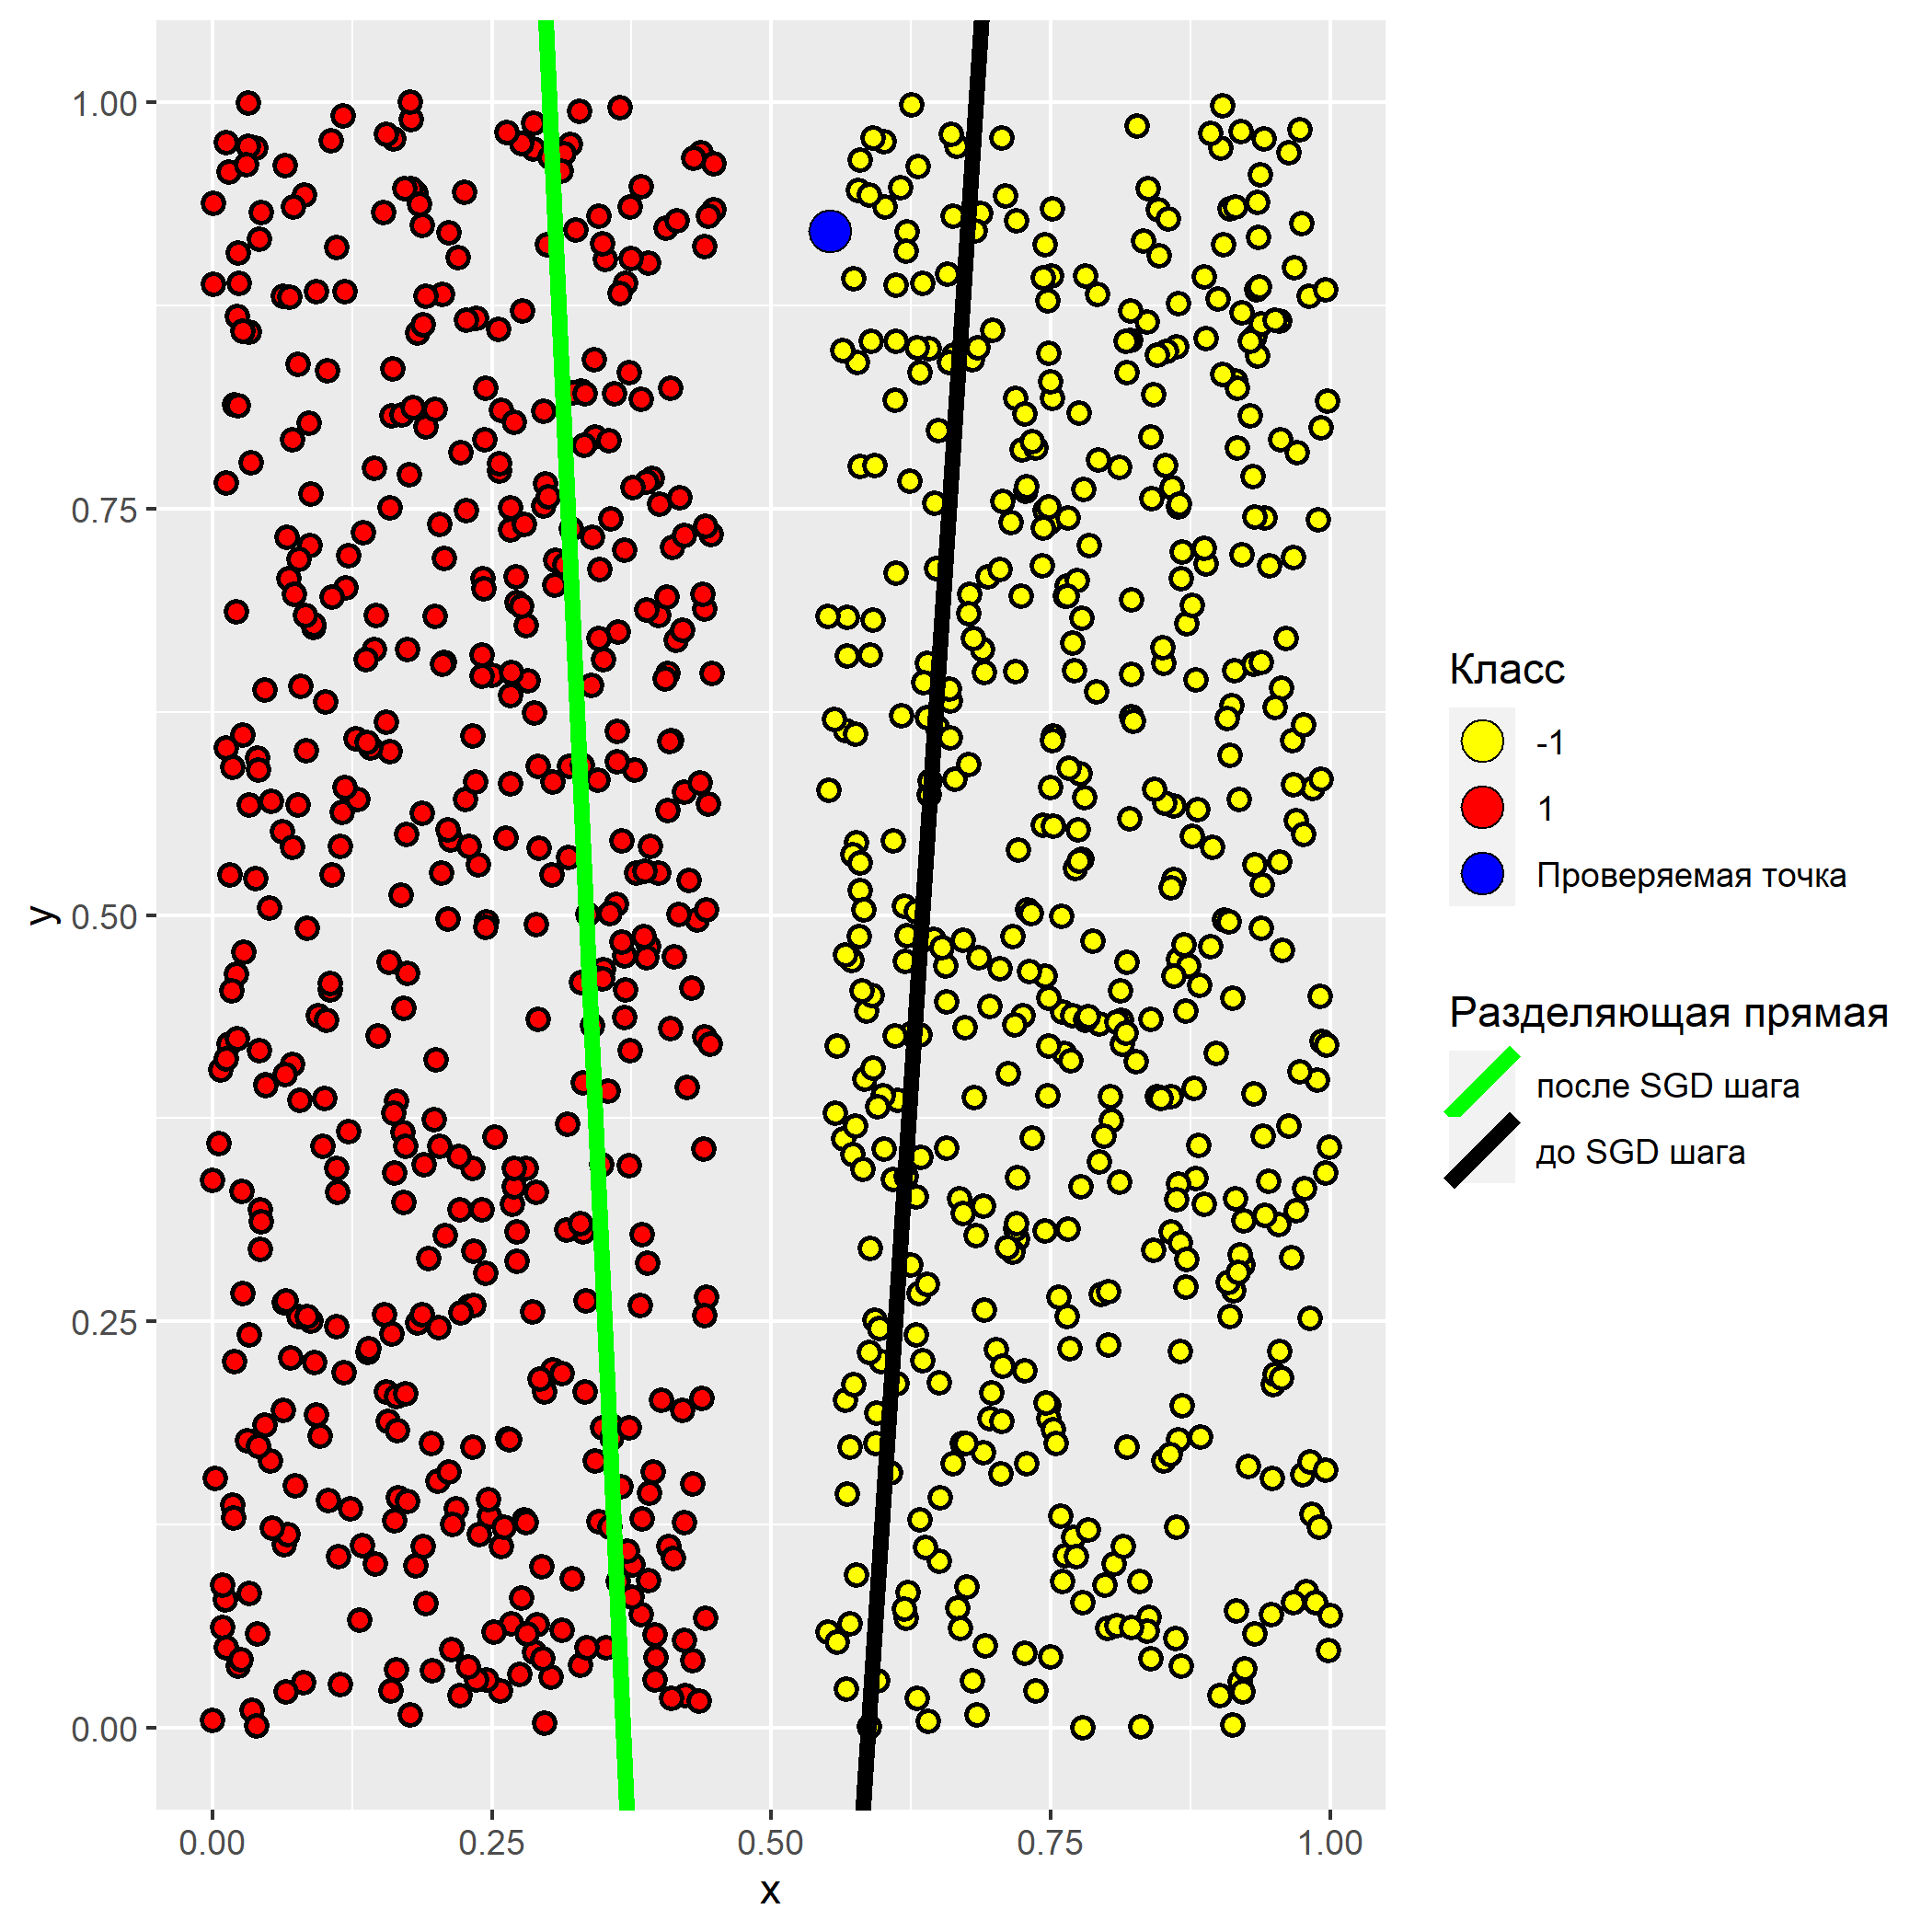 1.00
0.75
0.50
0.25
0.00
y
0.00 0.25 0.50 0.75 1.00
x
Класс
-1
1
Проверяемая точка
Разделяющая прямая
после SGD шага
до SGD шага